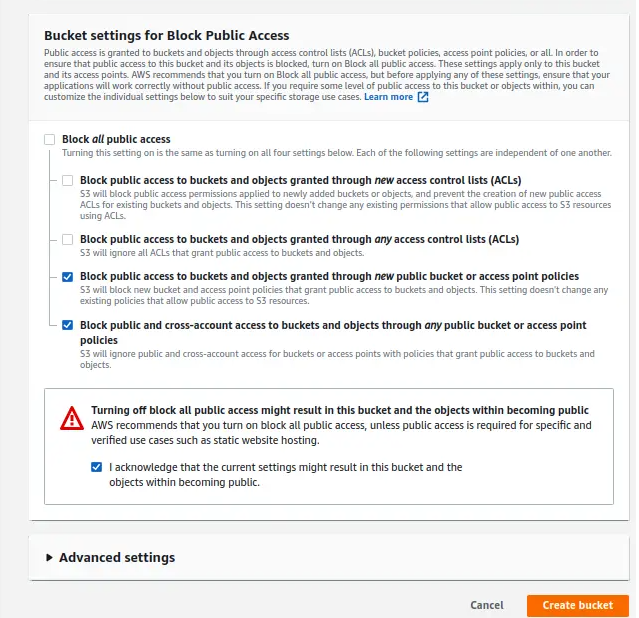 Bucket settings for Block Public Access
Public access is granted to buckets and objects through access control lists (ACLs), bucket policies, access point policies, or all. In order to
ensure that public access to this bucket and its objects is blocked, turn on Block all public access. These settings apply only to this bucket
and its access points. AWS recommends that you turn on Block all public access, but before applying any of these settings, ensure that your
applications will work correctly without public access. If you require some level of public access to this bucket or objects within, you can
customize the individual settings below to suit your specific storage use cases. Learn more
Block all public access
Turning this setting on is the same as turning on all four settings below. Each of the following settings are independent of one another.
Block public access to buckets and objects granted through new access control lists (ACLs)
S3 will block public access permissions applied to newly added buckets or objects, and prevent the creation of new public access
ACLs for existing buckets and objects. This setting doesn't change any existing permissions that allow public access to S3 resources
using ACLs.
Block public access to buckets and objects granted through any access control lists (ACLs)
S3 will ignore all ACLs that grant public access to buckets and objects.
Block public access to buckets and objects granted through new public bucket or access point policies
S3 will block new bucket and access point policies that grant public access to buckets and objects. This setting doesn't change any
existing policies that allow public access to S3 resources.
Block public and cross-account access to buckets and objects through any public bucket or access point
policies
S3 will ignore public and cross-account access for buckets or access points with policies that grant public access to buckets and
objects.
Turning off block all public access might result in this bucket and the objects within becoming public
AWS recommends that you turn on block all public access, unless public access is required for specific and
verified use cases such as static website hosting.
I acknowledge that the current settings might result in this bucket and the
objects within becoming public.
Advanced settings
Cancel
Create bucket